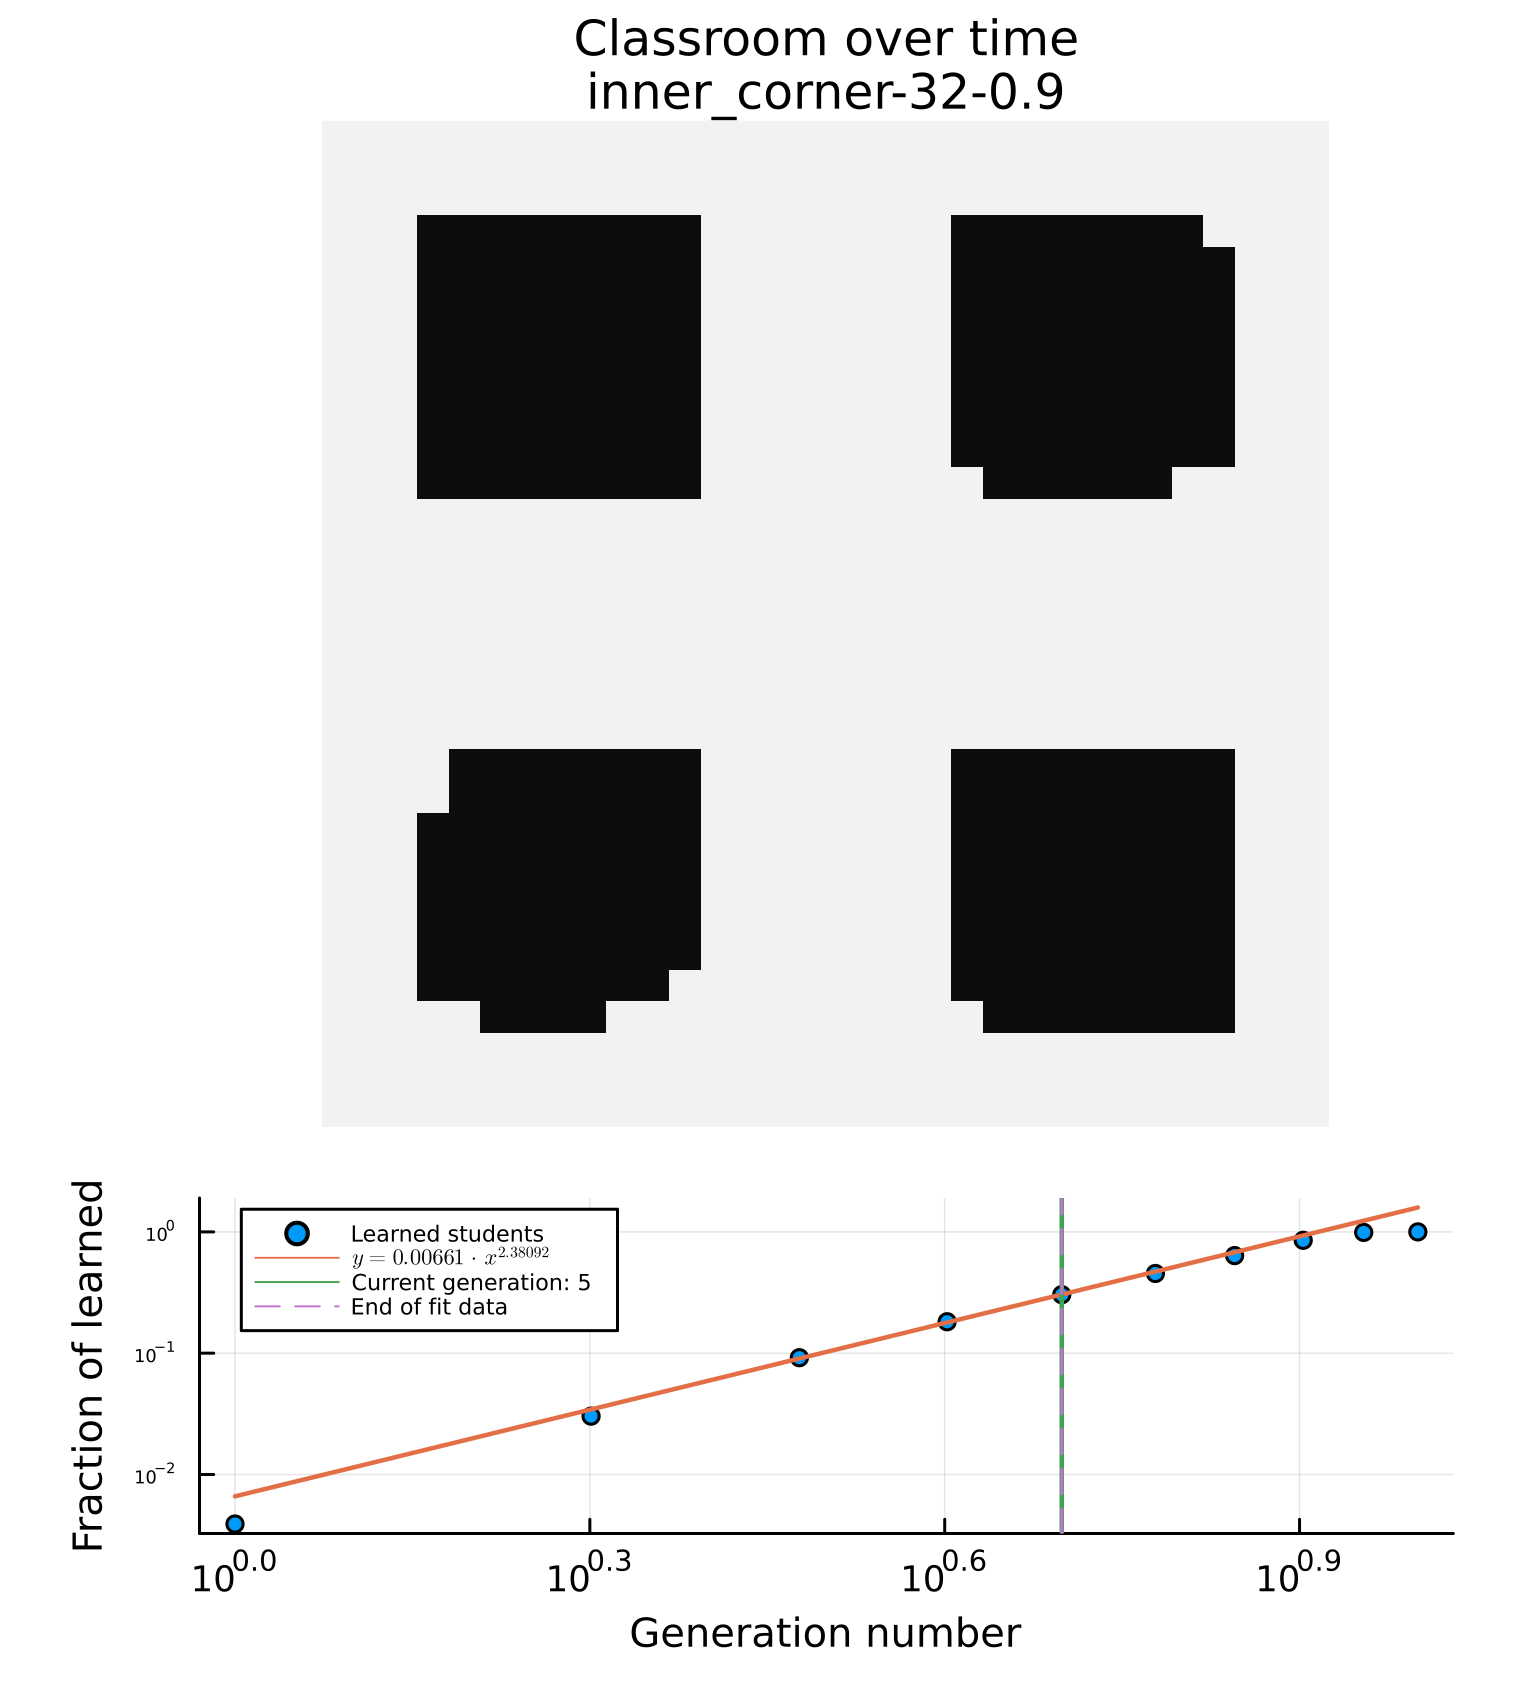 Classroom over time
inner_corner-32-0.9
Fraction of learned
10^0
10^-1
10^-2
Learned students
y = 0.00661 · x^2.38092
Current generation: 5
End of fit data
10^0.0
10^0.3
10^0.6
10^0.9
Generation number